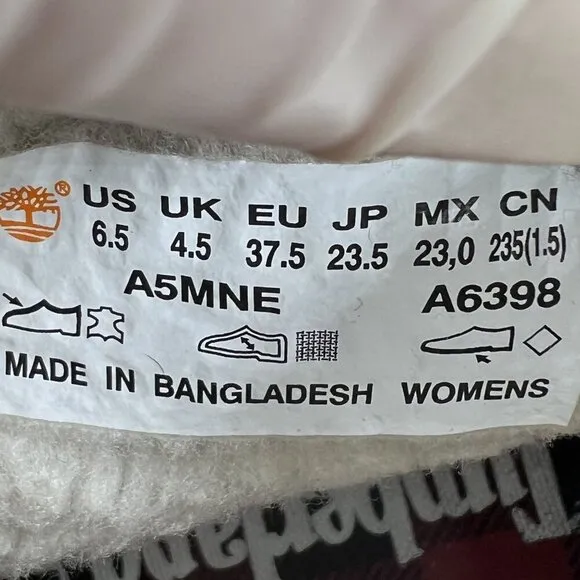 ® US UK EU JP MX CN
6.5 4.5 37.5 23.5 23,0 235(1.5)
A5MNE A6398
MADE IN BANGLADESH WOMENS
Timberland